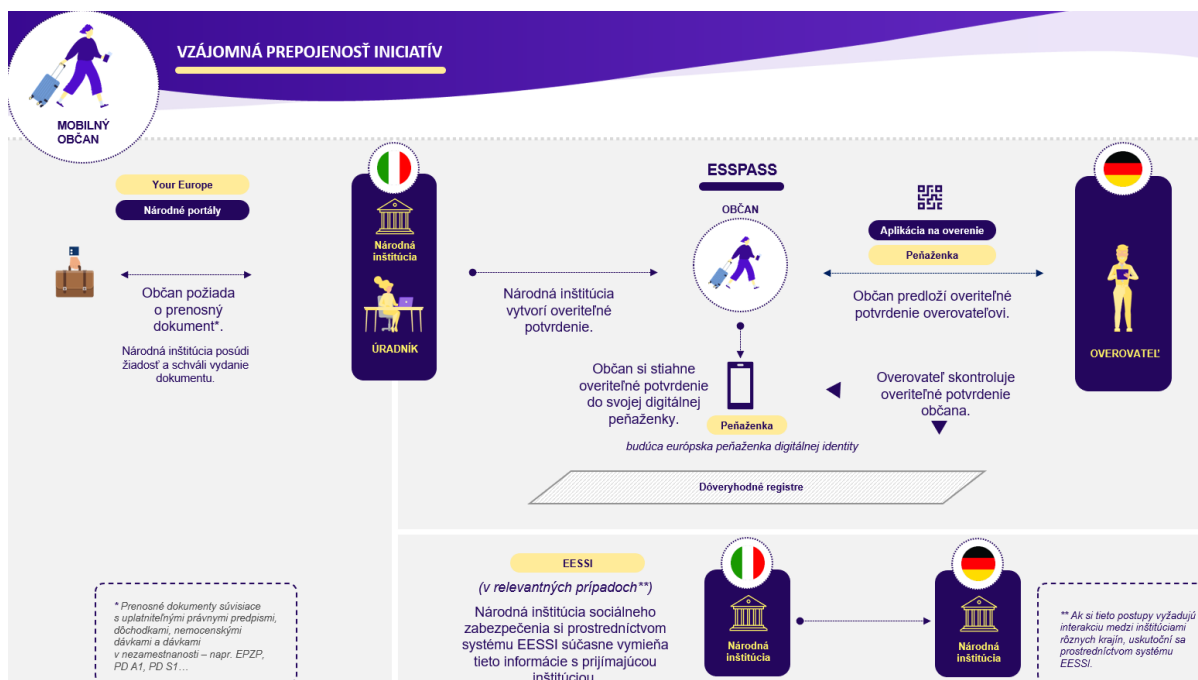 VZÁJOMNÁ PREPOJENOSŤ INICIATÍV
MOBILNÝ
OBČAN
Your Europe
Národné portály
Občan požiada
o prenosný
dokument*.
Národná inštitúcia posúdi
žiadosť a schváli vydanie
dokumentu.
Národná
inštitúcia
ÚRADNÍK
Národná inštitúcia
vytvorí overiteľné
potvrdenie.
ESSPASS
OBČAN
Občan si stiahne
overiteľné potvrdenie
do svojej digitálnej
peňaženky.
Peňaženka
budúca európska peňaženka digitálnej identity
Aplikácia na overenie
Peňaženka
Občan predloží overiteľné
potvrdenie overovateľovi.
Overovateľ skontroluje
overiteľné potvrdenie
občana.
OVEROVATEĽ
Dôveryhodné registre
* Prenosné dokumenty súvisiace
s uplatniteľnými právnymi predpismi,
dôchodkami, nemocenskými
dávkami a dávkami
v nezamestnanosti – napr. EPZP,
PD A1, PD S1…
EESSI
(v relevantných prípadoch**)
Národná inštitúcia sociálneho
zabezpečenia si prostredníctvom
systému EESSI súčasne vymieňa
tieto informácie s prijímajúcou
inštitúciou
Národná
inštitúcia
Národná
inštitúcia
** Ak si tieto postupy vyžadujú
interakciu medzi inštitúciami
rôznych krajín, uskutoční sa
prostredníctvom systému
EESSI.